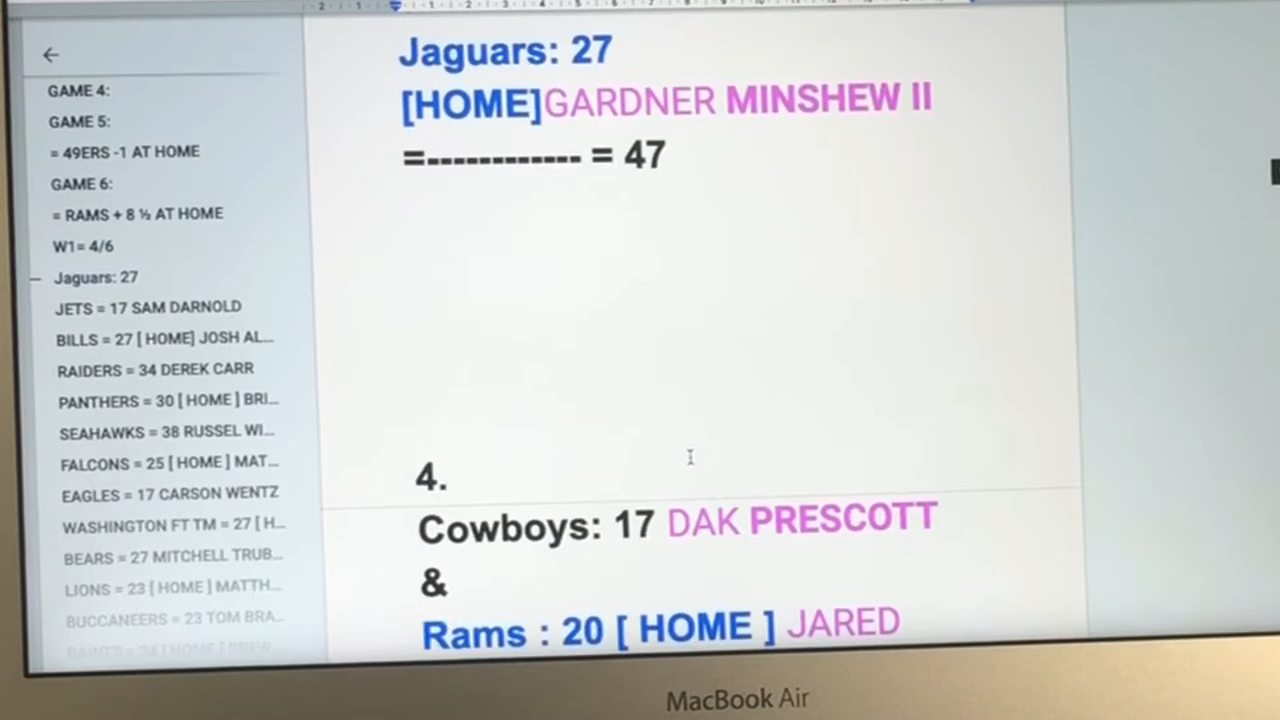 GAME 4:
GAME 5:
= 49ERS -1 AT HOME
GAME 6:
= RAMS + 8 ½ AT HOME
W1= 4/6
Jaguars: 27
JETS = 17 SAM DARNOLD
BILLS = 27 [ HOME] JOSH AL...
RAIDERS = 34 DEREK CARR
PANTHERS = 30 [ HOME ] BRI...
SEAHAWKS = 38 RUSSEL WI...
FALCONS = 25 [ HOME ] MAT...
EAGLES = 17 CARSON WENTZ
WASHINGTON FT TM = 27 [ H...
BEARS = 27 MITCHELL TRUB...
LIONS = 23 [ HOME ] MATTH...
BUCCANEERS = 23 TOM BRA...
Jaguars: 27
[HOME]GARDNER MINSHEW II
=------------ = 47
4.
Cowboys: 17 DAK PRESCOTT
&
Rams : 20 [ HOME ] JARED
MacBook Air